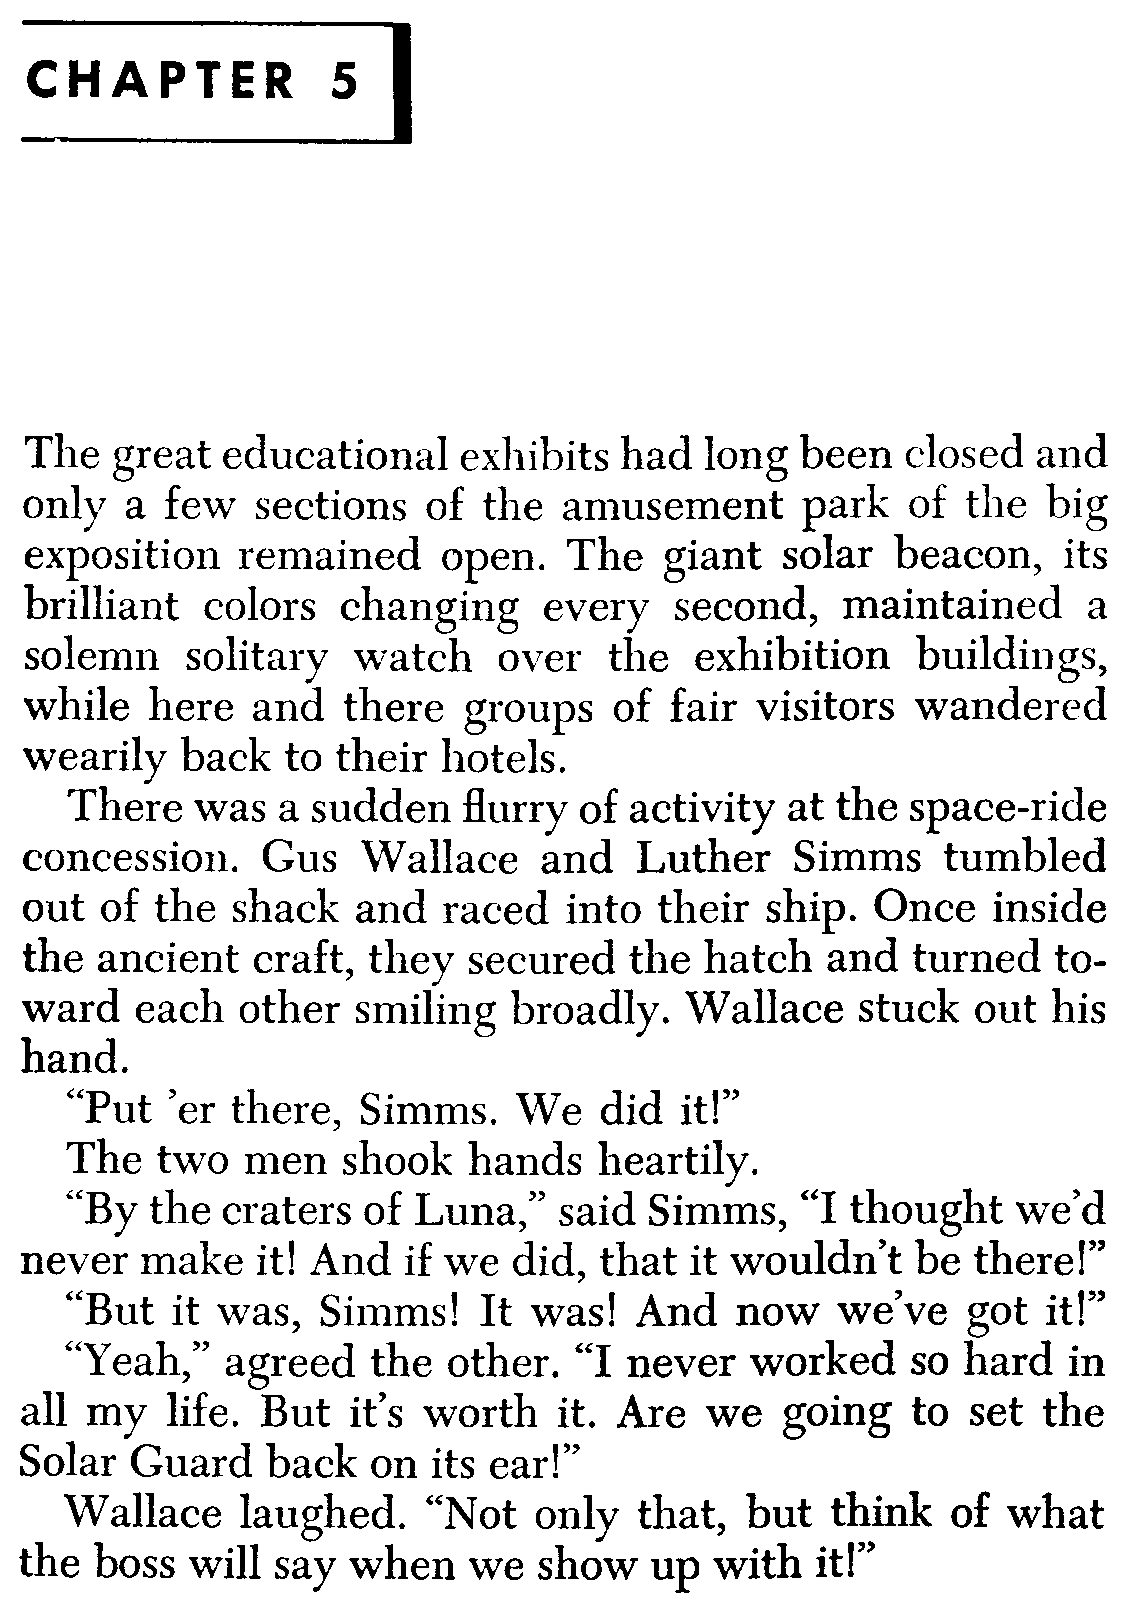 CHAPTER 5
The great educational exhibits had long been closed and
only a few sections of the amusement park of the big
exposition remained open. The giant solar beacon, its
brilliant colors changing every second, maintained a
solemn solitary watch over the exhibition buildings,
while here and there groups of fair visitors wandered
wearily back to their hotels.
There was a sudden flurry of activity at the space-ride
concession. Gus Wallace and Luther Simms tumbled
out of the shack and raced into their ship. Once inside
the ancient craft, they secured the hatch and turned to-
ward each other smiling broadly. Wallace stuck out his
hand.
“Put ’er there, Simms. We did it!”
The two men shook hands heartily.
“By the craters of Luna,” said Simms, “I thought we’d
never make it! And if we did, that it wouldn’t be there!”
“But it was, Simms! It was! And now we’ve got it!”
“Yeah,” agreed the other. “I never worked so hard in
all my life. But it’s worth it. Are we going to set the
Solar Guard back on its ear!”
Wallace laughed. “Not only that, but think of what
the boss will say when we show up with it!”